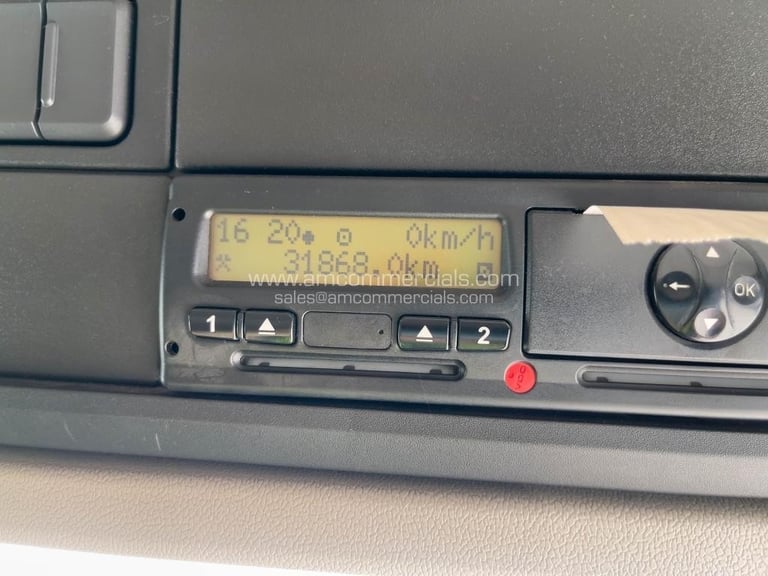 16 20 0km/h
31868.0km
www.amcommercials.com
sales@amcommercials.com
1 2
OK